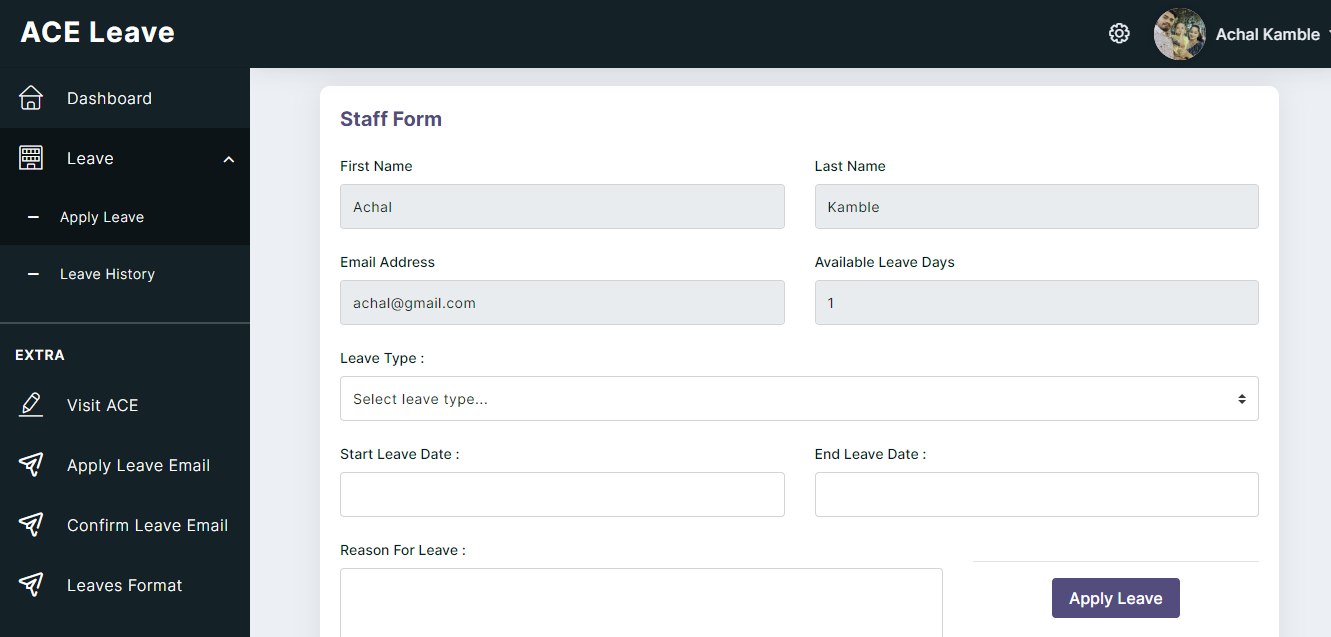 ACE Leave
Achal Kamble
Dashboard
Leave
Apply Leave
Leave History
EXTRA
Visit ACE
Apply Leave Email
Confirm Leave Email
Leaves Format
Staff Form
First Name
Last Name
Achal
Kamble
Email Address
Available Leave Days
achal@gmail.com
1
Leave Type :
Select leave type...
Start Leave Date :
End Leave Date :
Reason For Leave :
Apply Leave